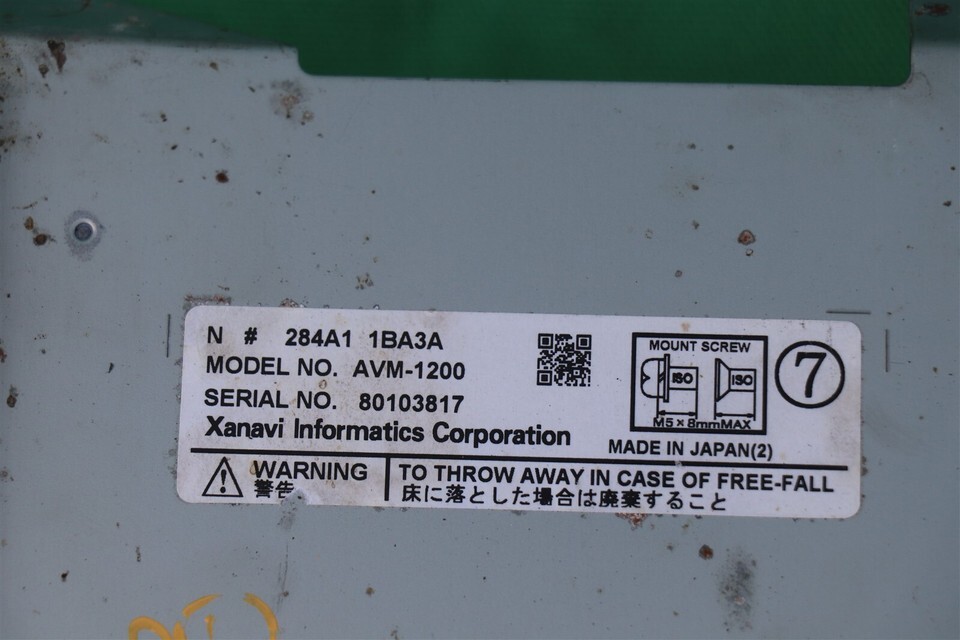 N # 284A1 1BA3A
MODEL NO. AVM-1200
SERIAL NO. 80103817
Xanavi Informatics Corporation
MOUNT SCREW
ISO ISO
M5×8mmMAX
7
MADE IN JAPAN(2)
WARNING
警告
TO THROW AWAY IN CASE OF FREE-FALL
床に落とした場合は廃棄すること